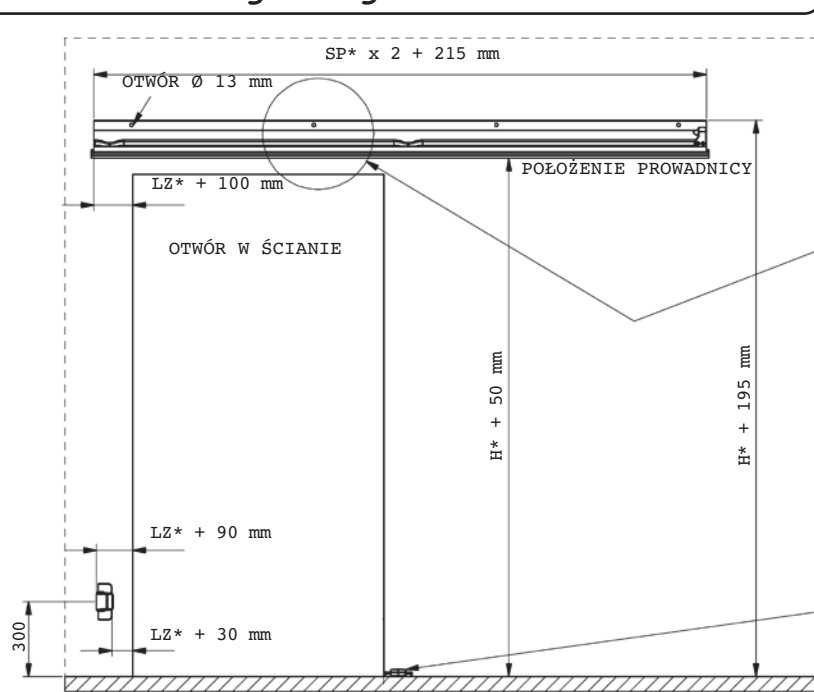 SP* x 2 + 215 mm
OTWÓR Ø 13 mm
POŁOŻENIE PROWADNICY
LZ* + 100 mm
OTWÓR W ŚCIANIE
H* + 50 mm
H* + 195 mm
LZ* + 90 mm
300
LZ* + 30 mm